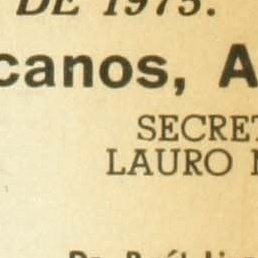 DE 1975.
canos, A
SECRET
LAURO